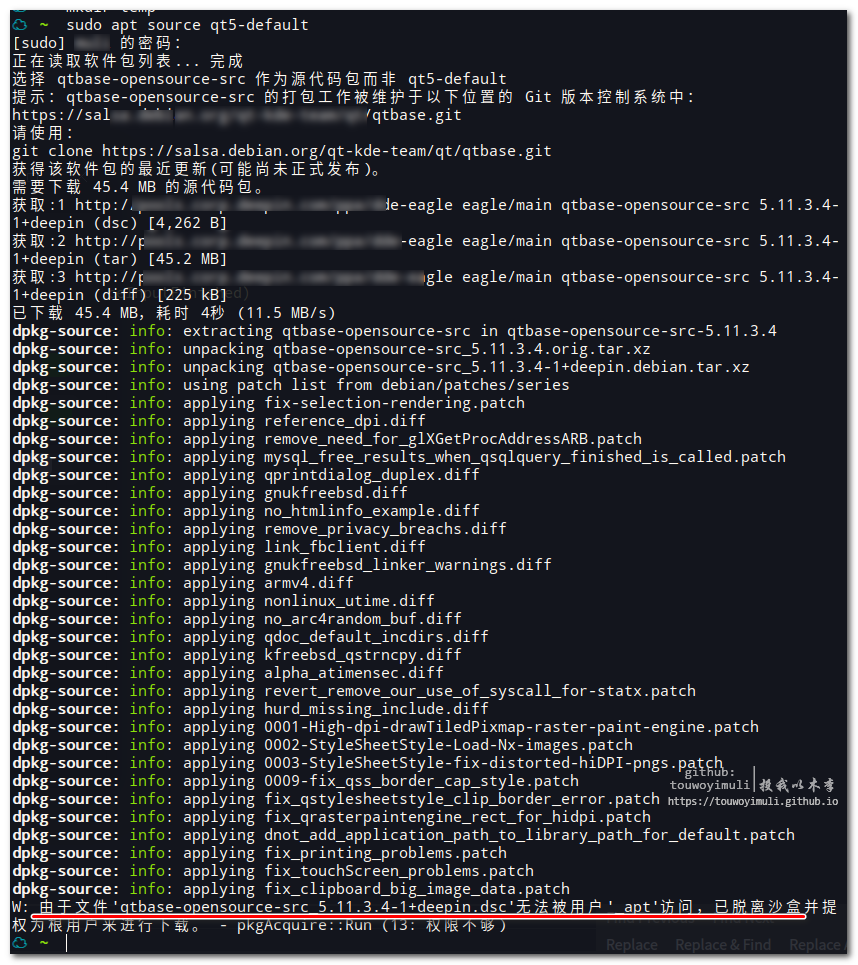 mkdir temp
~ sudo apt source qt5-default
[sudo] 的密码：
正在读取软件包列表... 完成
选择 qtbase-opensource-src 作为源代码包而非 qt5-default
提示：qtbase-opensource-src 的打包工作被维护于以下位置的 Git 版本控制系统中：
https://sal /qtbase.git
请使用：
git clone https://salsa.debian.org/qt-kde-team/qt/qtbase.git
获得该软件包的最近更新(可能尚未正式发布)。
需要下载 45.4 MB 的源代码包。
获取:1 http:/ de-eagle eagle/main qtbase-opensource-src 5.11.3.4-
1+deepin (dsc) [4,262 B]
获取:2 http://p -eagle eagle/main qtbase-opensource-src 5.11.3.4-
1+deepin (tar) [45.2 MB]
获取:3 http://p gle eagle/main qtbase-opensource-src 5.11.3.4-
1+deepin (diff) [225 kB]
已下载 45.4 MB，耗时 4秒 (11.5 MB/s)
dpkg-source: info: extracting qtbase-opensource-src in qtbase-opensource-src-5.11.3.4
dpkg-source: info: unpacking qtbase-opensource-src_5.11.3.4.orig.tar.xz
dpkg-source: info: unpacking qtbase-opensource-src_5.11.3.4-1+deepin.debian.tar.xz
dpkg-source: info: using patch list from debian/patches/series
dpkg-source: info: applying fix-selection-rendering.patch
dpkg-source: info: applying reference_dpi.diff
dpkg-source: info: applying remove_need_for_glXGetProcAddressARB.patch
dpkg-source: info: applying mysql_free_results_when_qsqlquery_finished_is_called.patch
dpkg-source: info: applying qprintdialog_duplex.diff
dpkg-source: info: applying gnukfreebsd.diff
dpkg-source: info: applying no_htmlinfo_example.diff
dpkg-source: info: applying remove_privacy_breachs.diff
dpkg-source: info: applying link_fbclient.diff
dpkg-source: info: applying gnukfreebsd_linker_warnings.diff
dpkg-source: info: applying armv4.diff
dpkg-source: info: applying nonlinux_utime.diff
dpkg-source: info: applying no_arc4random_buf.diff
dpkg-source: info: applying qdoc_default_incdirs.diff
dpkg-source: info: applying kfreebsd_qstrncpy.diff
dpkg-source: info: applying alpha_atimensec.diff
dpkg-source: info: applying revert_remove_our_use_of_syscall_for-statx.patch
dpkg-source: info: applying hurd_missing_include.diff
dpkg-source: info: applying 0001-High-dpi-drawTiledPixmap-raster-paint-engine.patch
dpkg-source: info: applying 0002-StyleSheetStyle-Load-Nx-images.patch
dpkg-source: info: applying 0003-StyleSheetStyle-fix-distorted-hiDPI-pngs.patch
dpkg-source: info: applying 0009-fix_qss_border_cap_style.patch
dpkg-source: info: applying fix_qstylesheetstyle_clip_border_error.patch
dpkg-source: info: applying fix_qrasterpaintengine_rect_for_hidpi.patch
dpkg-source: info: applying dnot_add_application_path_to_library_path_for_default.patch
dpkg-source: info: applying fix_printing_problems.patch
dpkg-source: info: applying fix_touchScreen_problems.patch
dpkg-source: info: applying fix_clipboard_big_image_data.patch
W: 由于文件'qtbase-opensource-src_5.11.3.4-1+deepin.dsc'无法被用户'_apt'访问，已脱离沙盒并提
权为根用户来进行下载。 - pkgAcquire::Run (13: 权限不够)
~
github:
touwoyimuli
投我以木李
https://touwoyimuli.github.io
Replace Replace & Find Replace